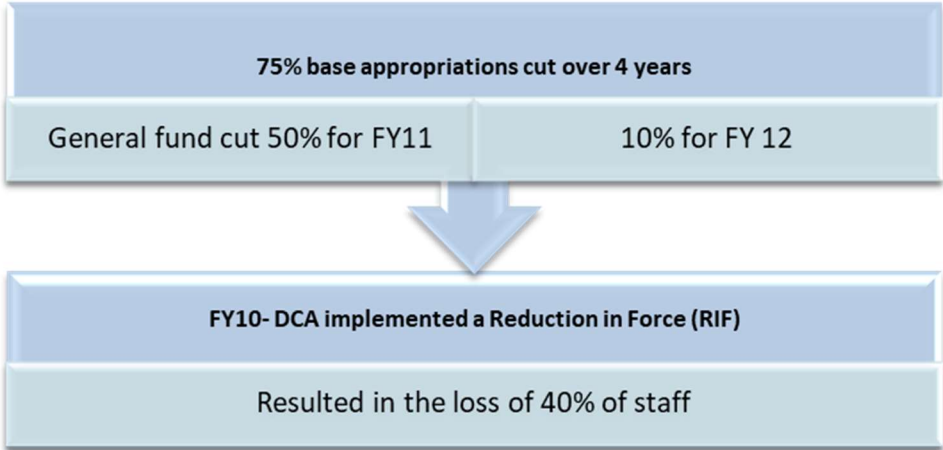 75% base appropriations cut over 4 years
General fund cut 50% for FY11
10% for FY 12
FY10- DCA implemented a Reduction in Force (RIF)
Resulted in the loss of 40% of staff